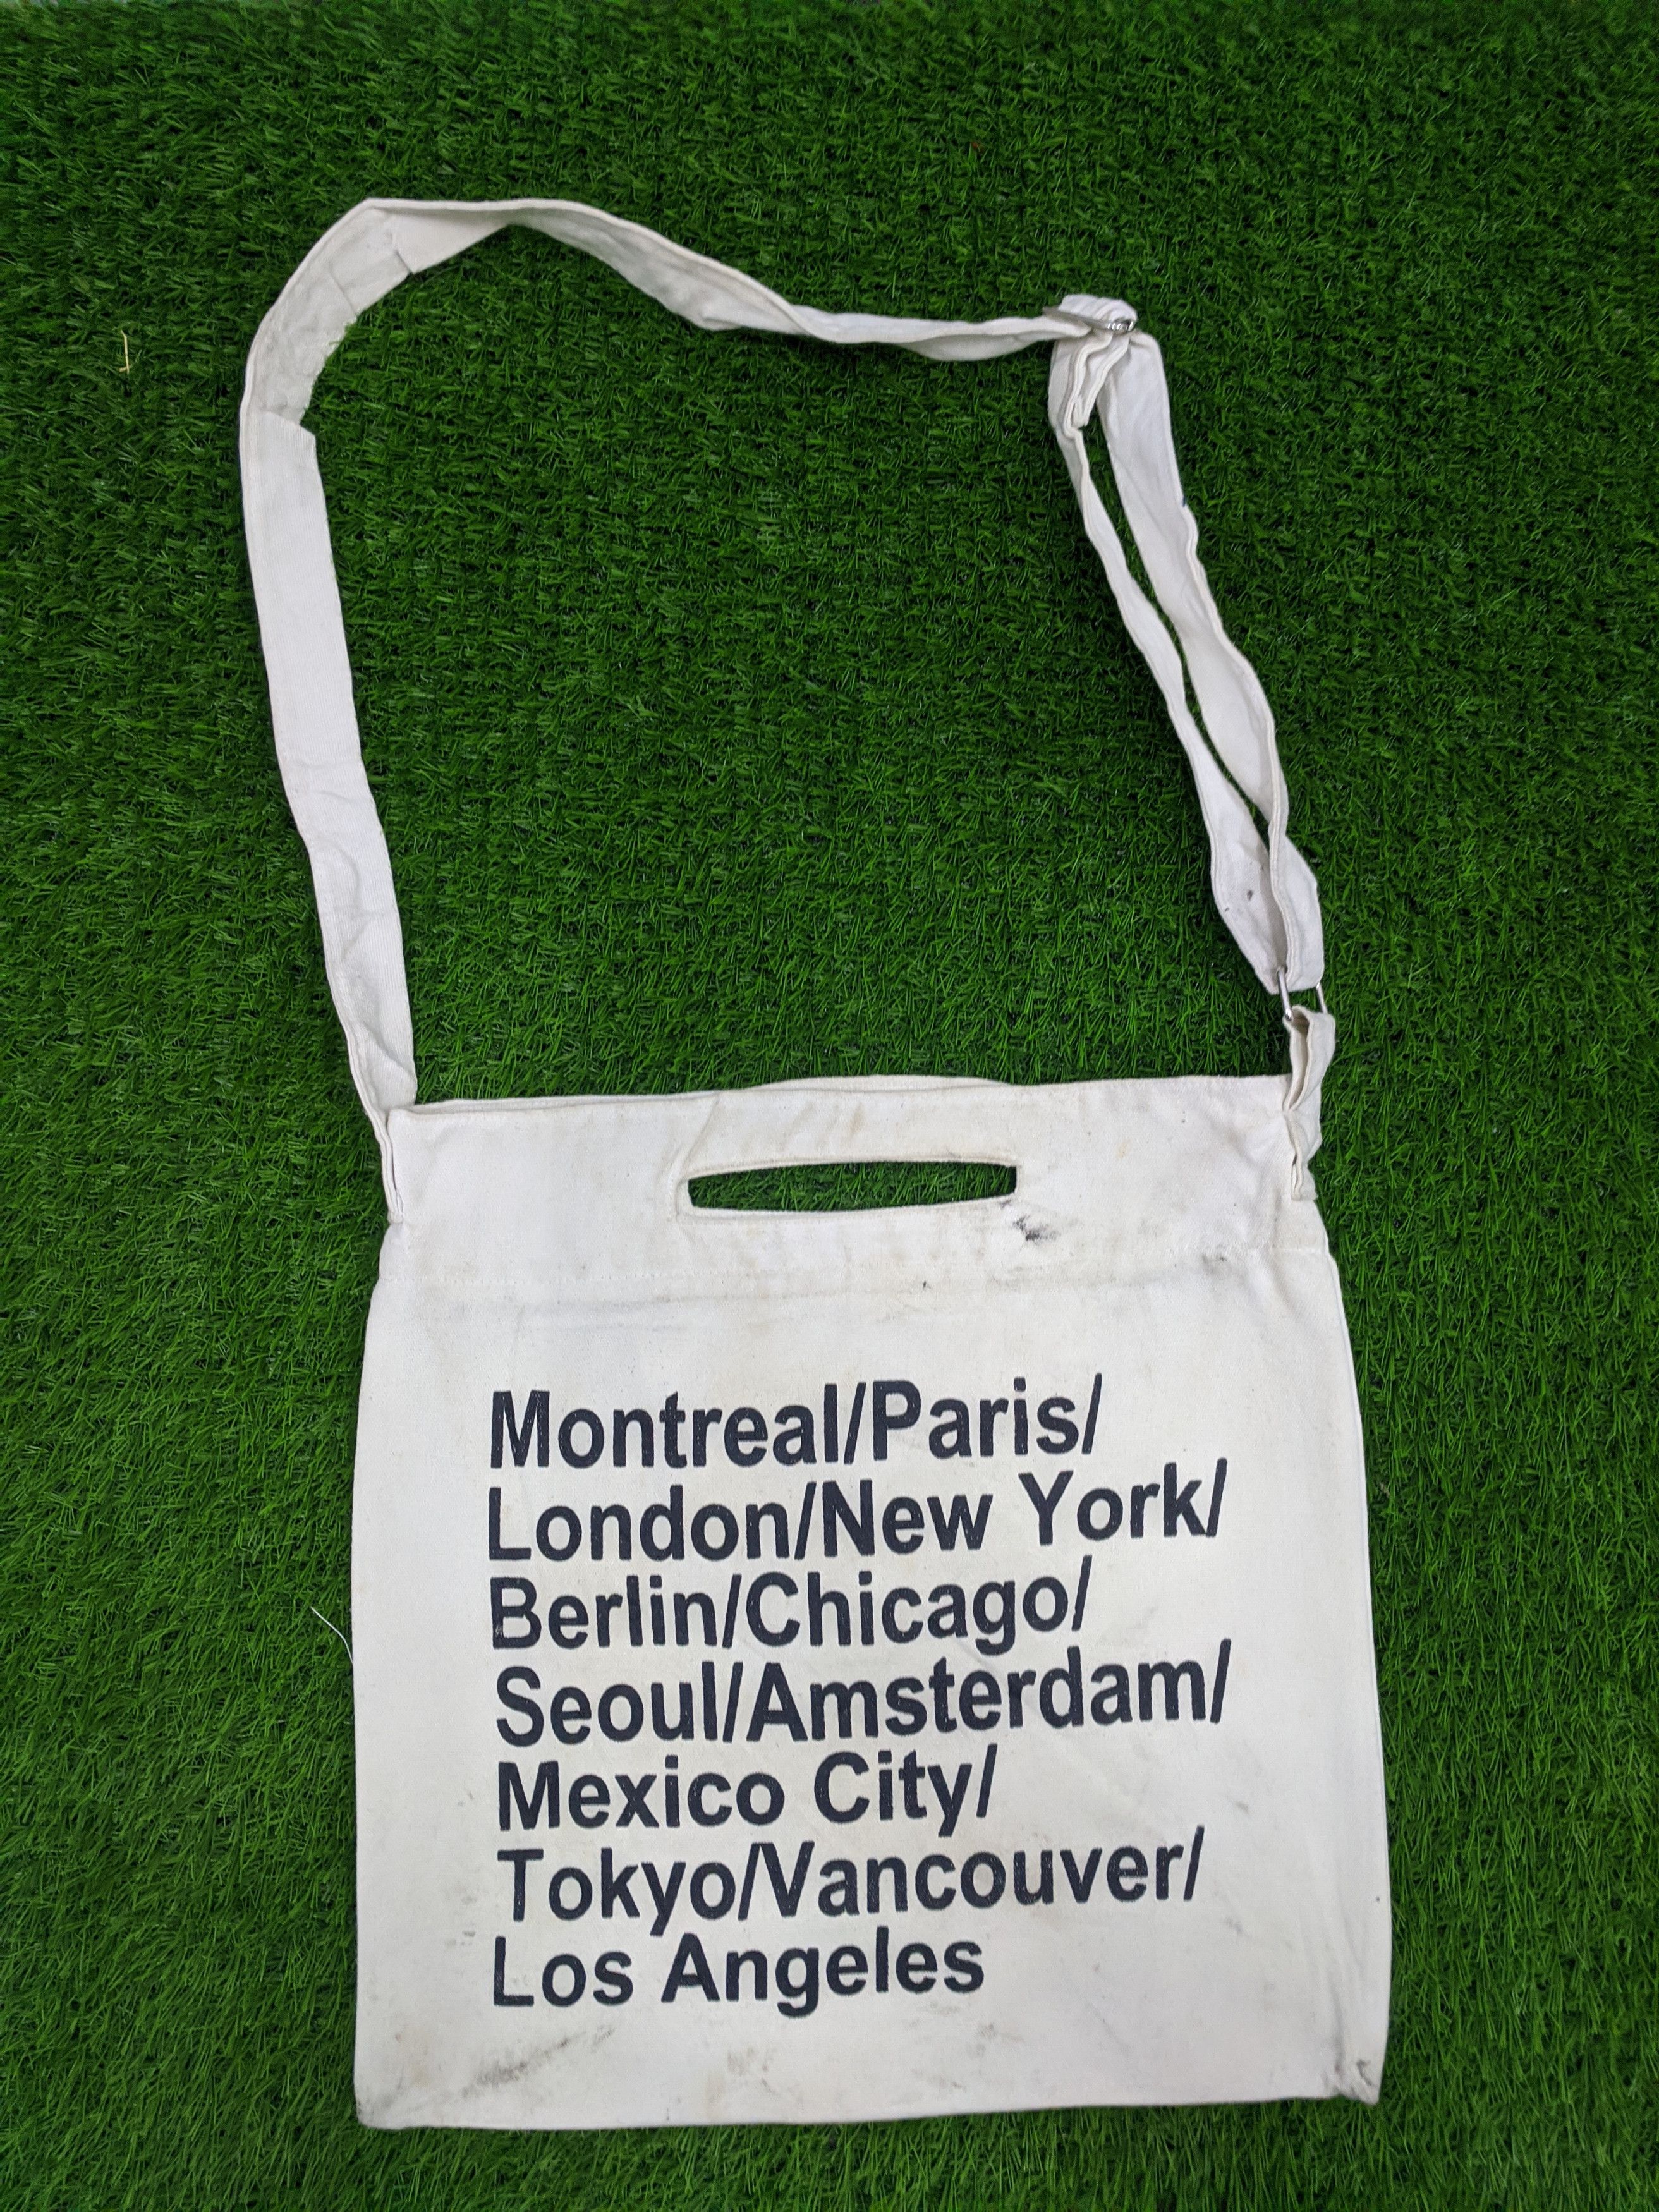 Montreal/Paris/
London/New York/
Berlin/Chicago/
Seoul/Amsterdam/
Mexico City/
Tokyo/Vancouver/
Los Angeles